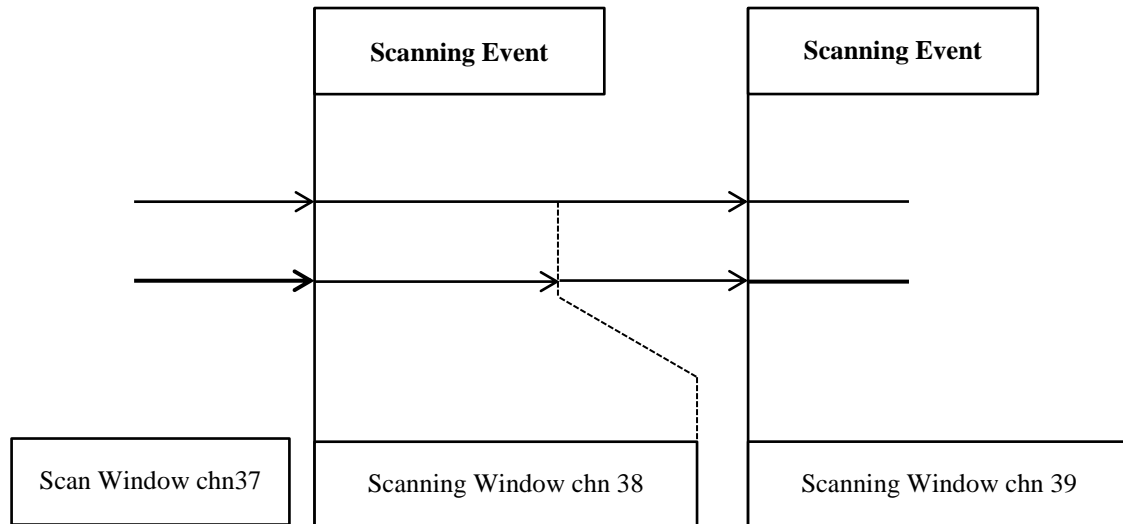 Scanning Event
Scanning Event
Scan Window chn37
Scanning Window chn 38
Scanning Window chn 39